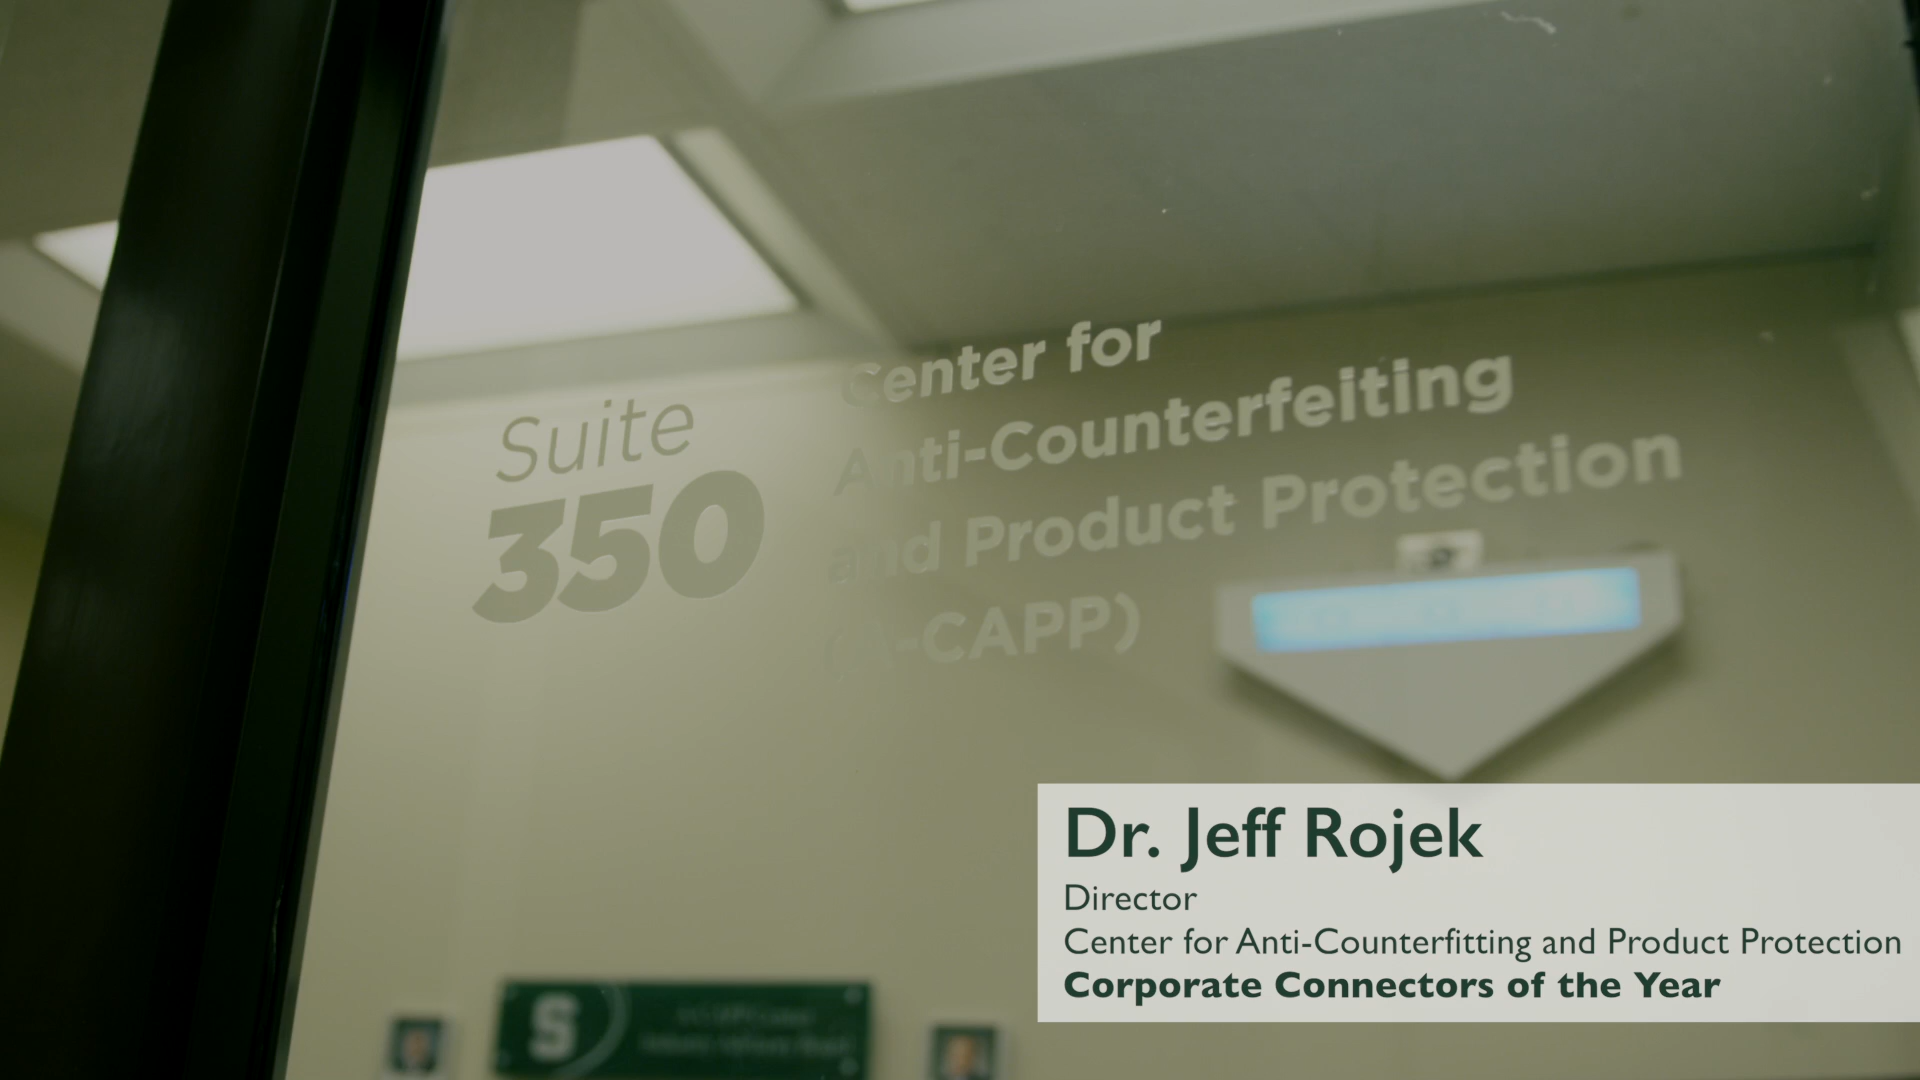 Suite
350
Center for
Anti-Counterfeiting
and Product Protection
(A-CAPP)
S
Dr. Jeff Rojek
Director
Center for Anti-Counterfitting and Product Protection
Corporate Connectors of the Year